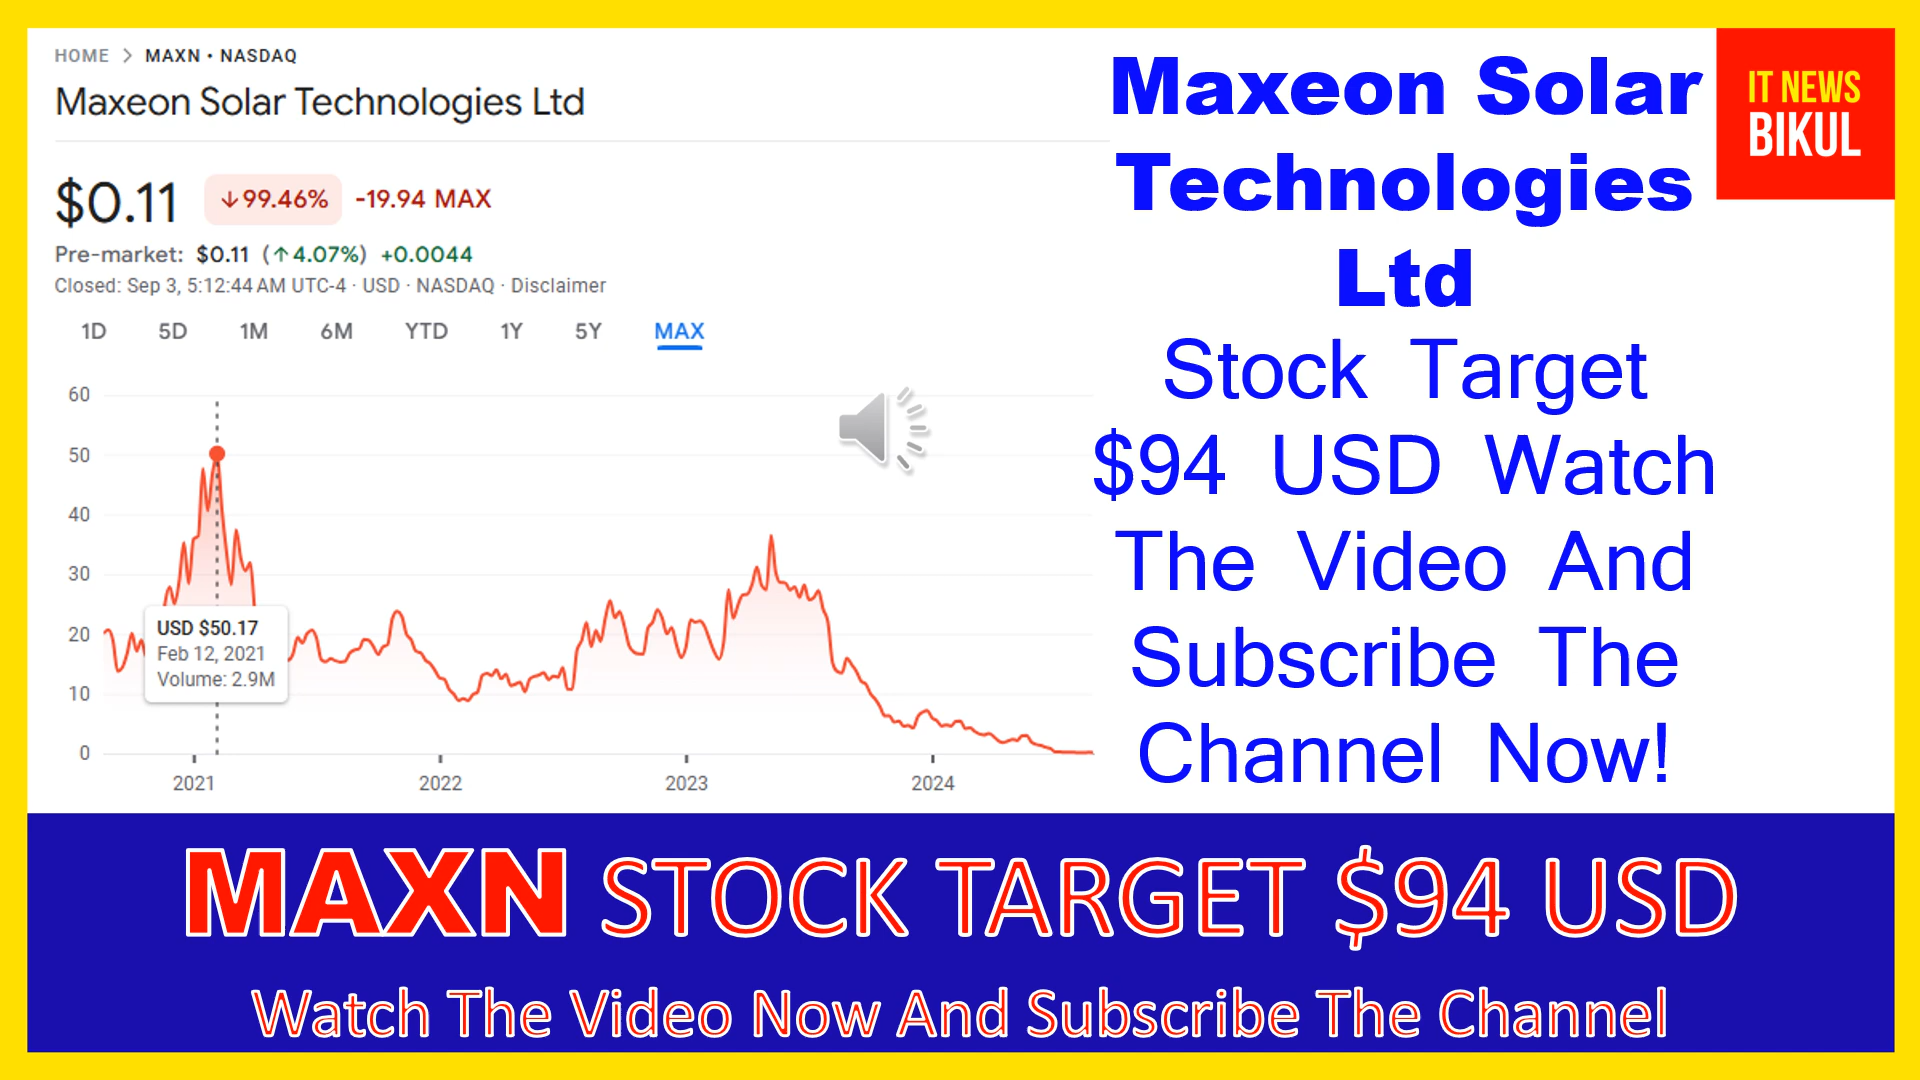 HOME > MAXN • NASDAQ
Maxeon Solar Technologies Ltd
$0.11 ↓99.46% -19.94 MAX
Pre-market: $0.11 (↑4.07%) +0.0044
Closed: Sep 3, 5:12:44 AM UTC-4 · USD · NASDAQ · Disclaimer
1D 5D 1M 6M YTD 1Y 5Y MAX
60
50
40
30
20
10
0
USD $50.17
Feb 12, 2021
Volume: 2.9M
2021 2022 2023 2024
Maxeon Solar
Technologies
Ltd
Stock Target
$94 USD Watch
The Video And
Subscribe The
Channel Now!
IT NEWS
BIKUL
MAXN STOCK TARGET $94 USD
Watch The Video Now And Subscribe The Channel